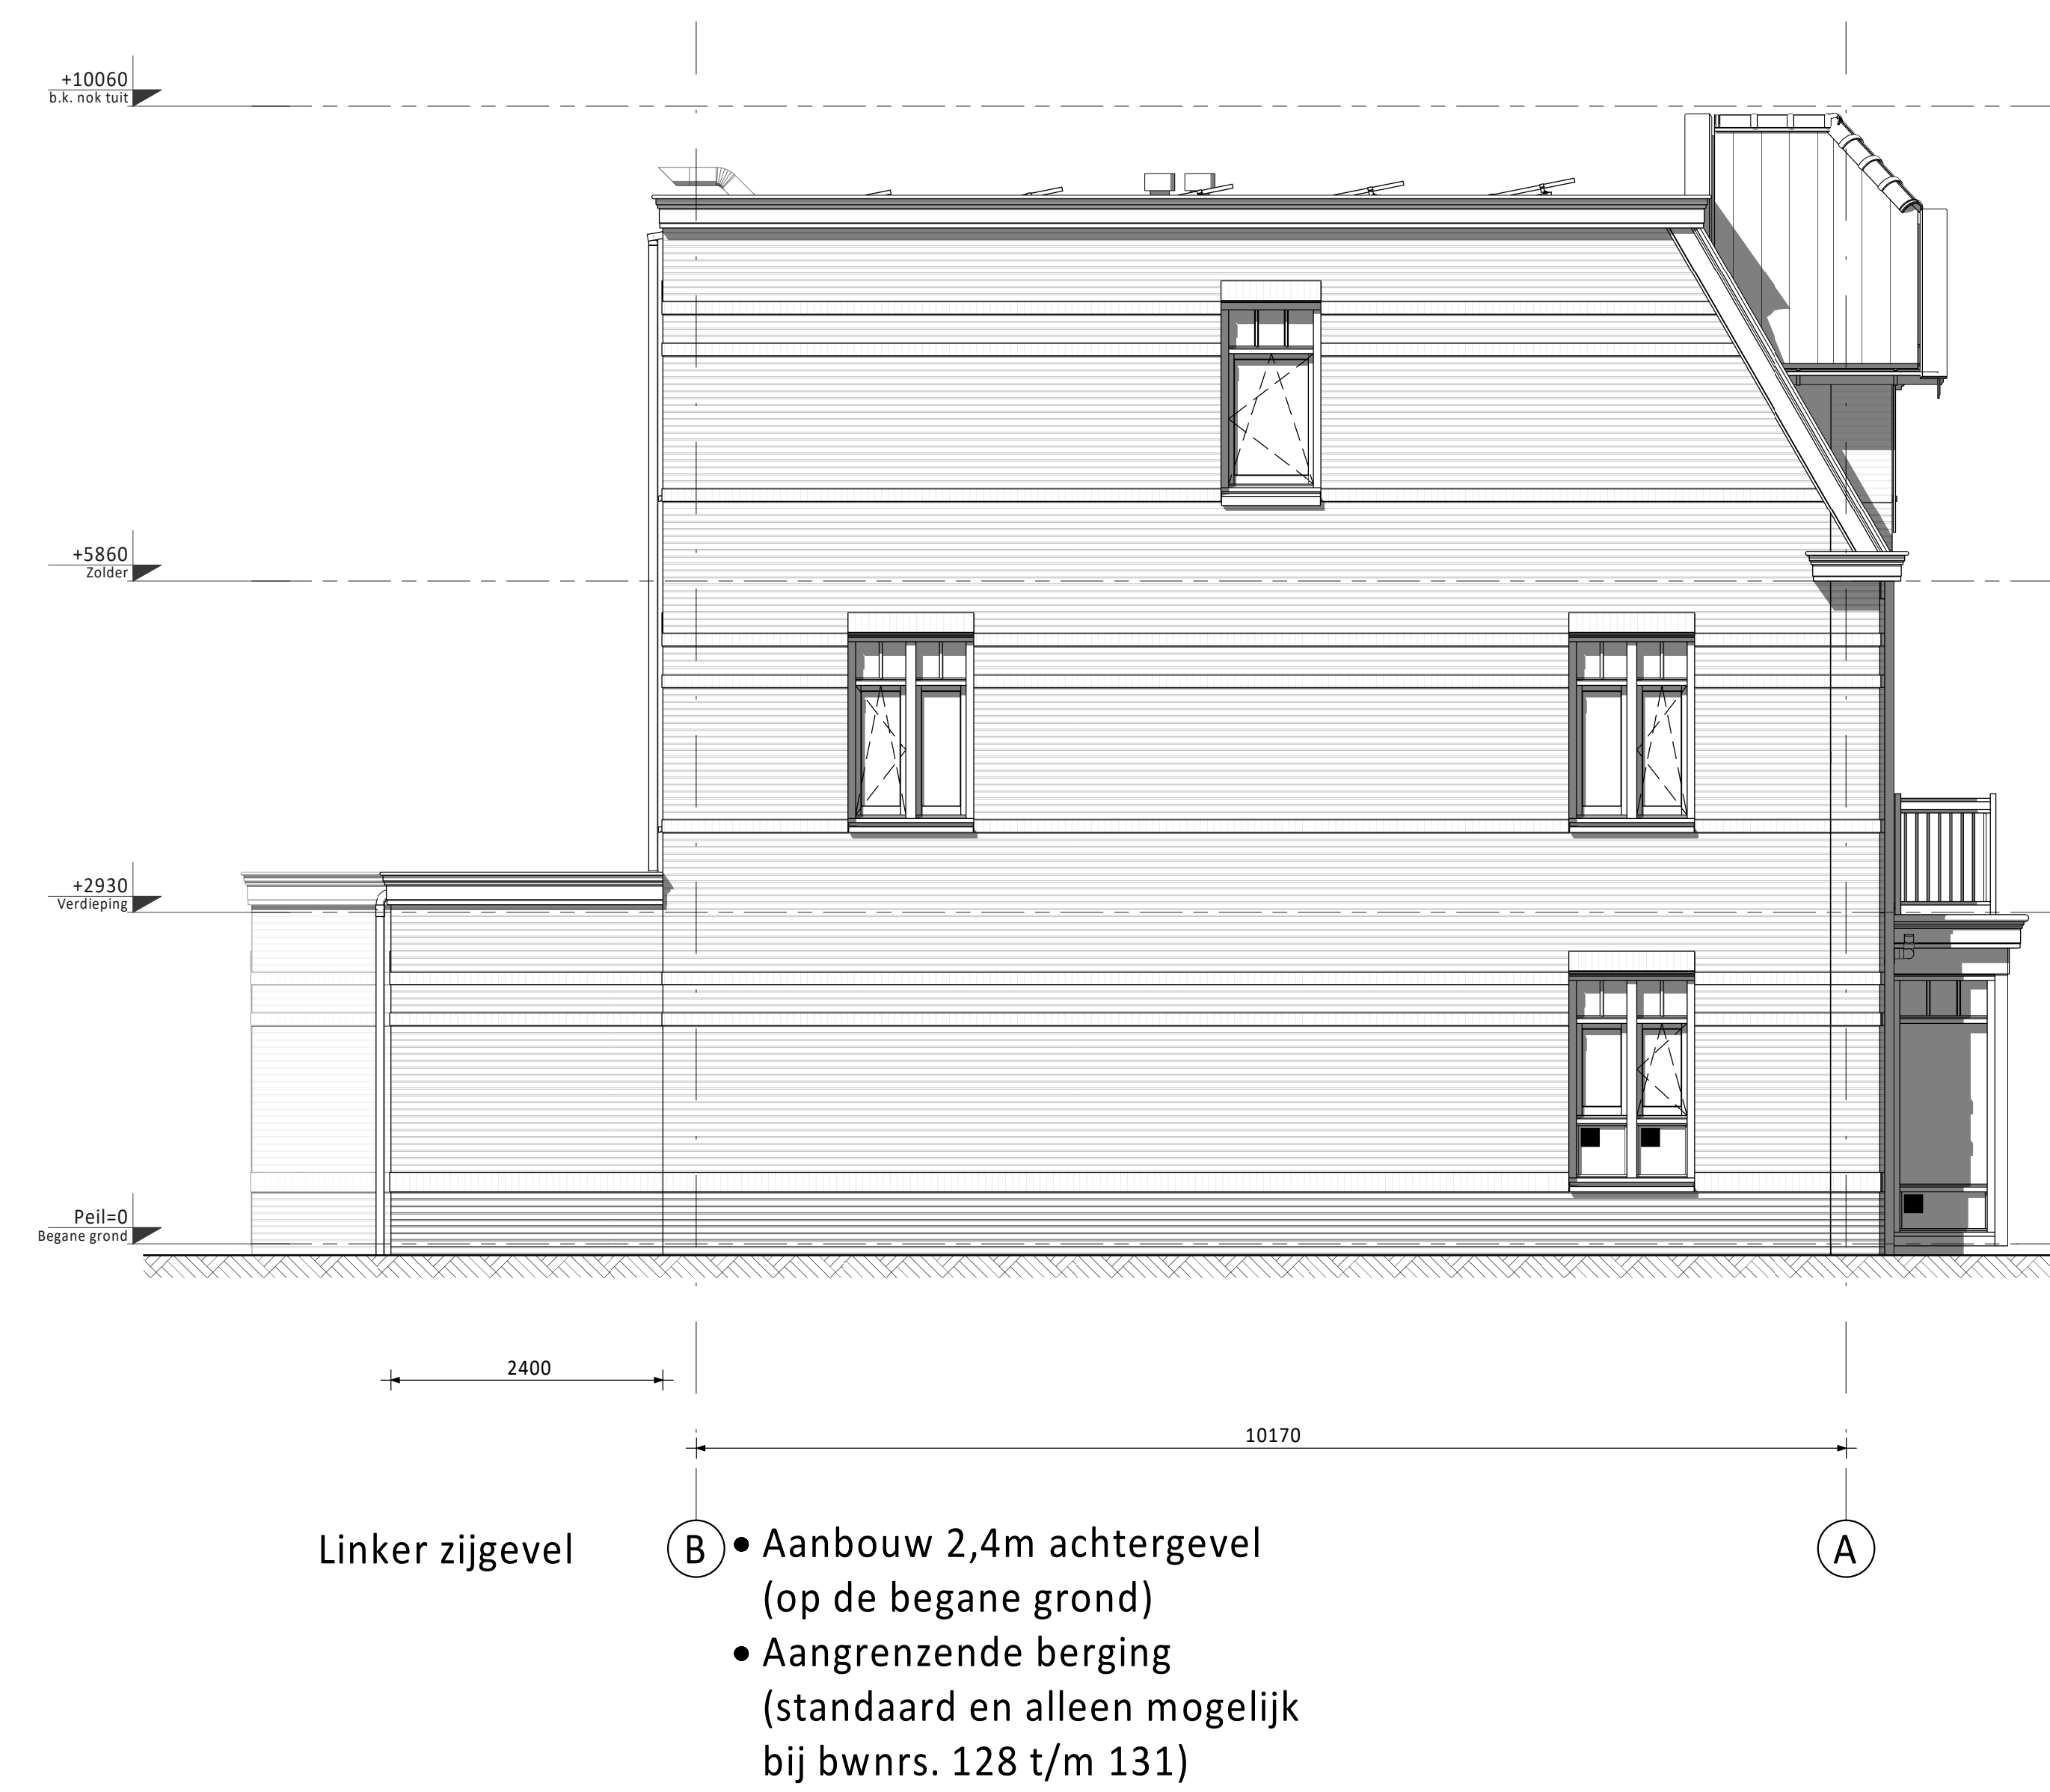 +10060
b.k. nok tuit
+5860
Zolder
+2930
Verdieping
Peil=0
Begane grond
2400
10170
Linker zijgevel
B
A
• Aanbouw 2,4m achtergevel
(op de begane grond)
• Aangrenzende berging
(standaard en alleen mogelijk
bij bwnrs. 128 t/m 131)